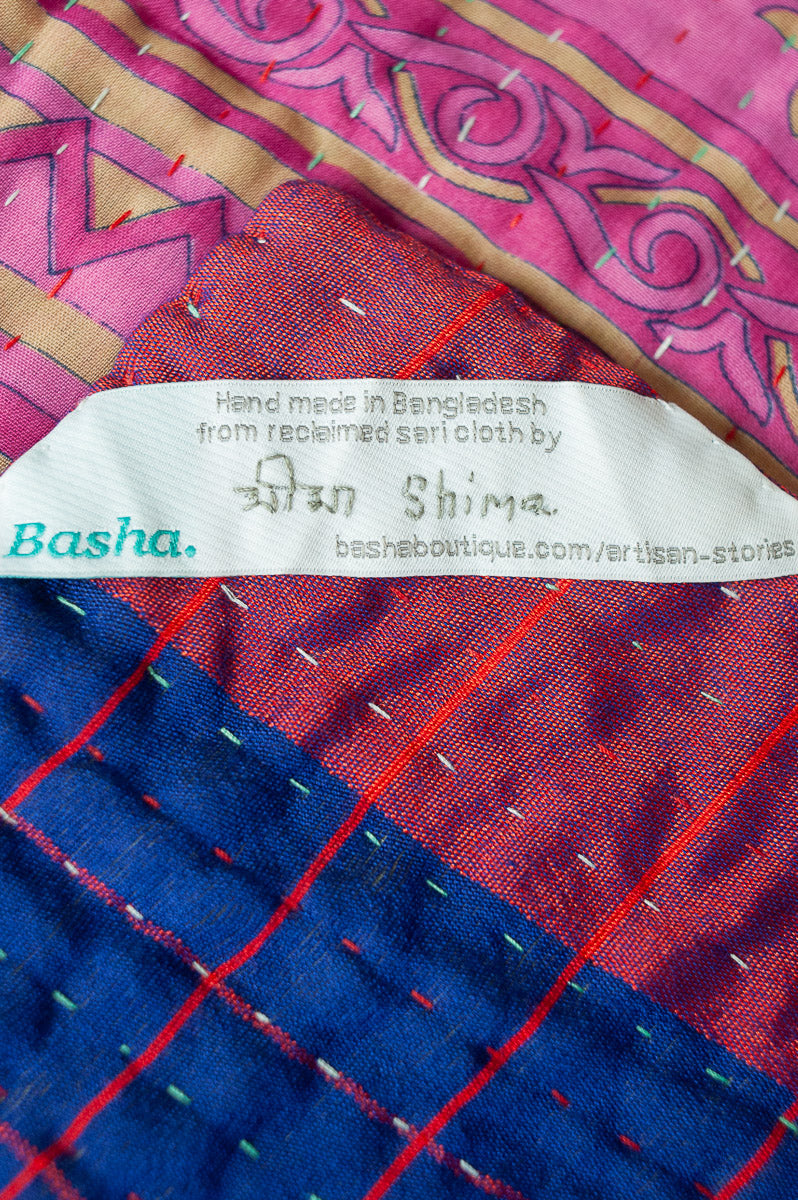 Hand made in Bangladesh
from reclaimed sari cloth by
সীমা Shima.
Basha.
bashaboutique.com/artisan-stories